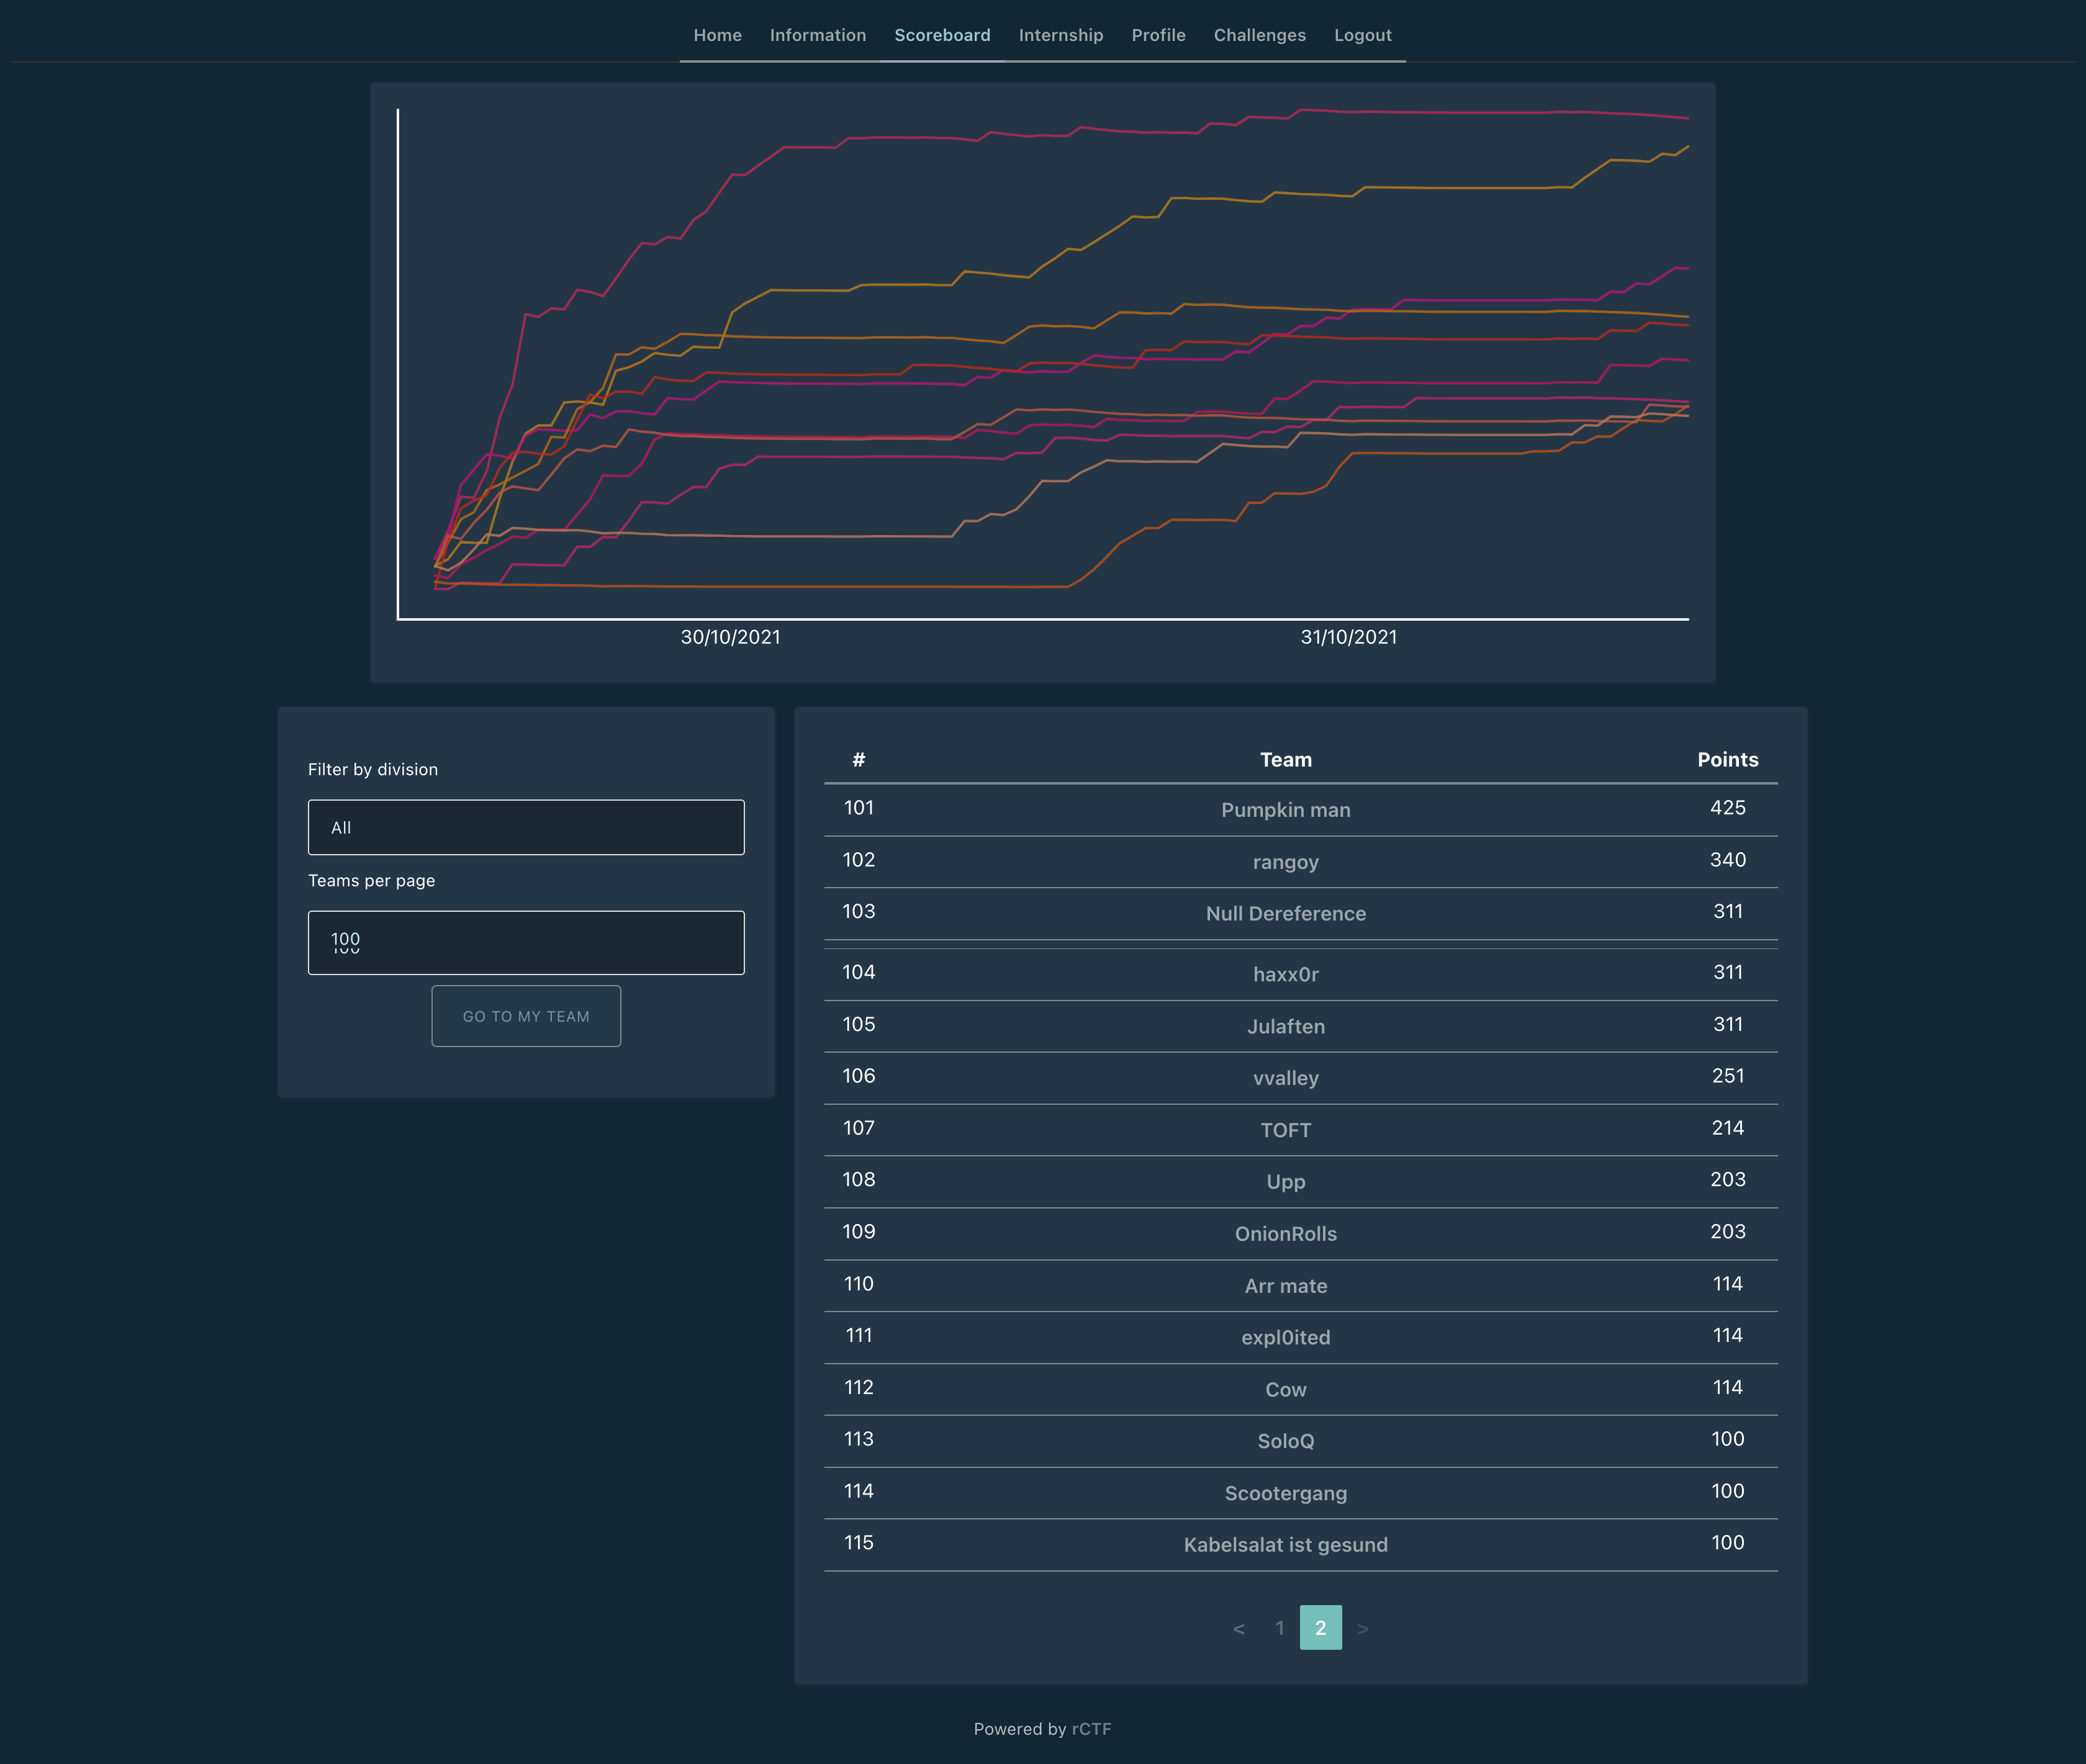 Home Information Scoreboard Internship Profile Challenges Logout
30/10/2021 31/10/2021
Filter by division
All
Teams per page
100
GO TO MY TEAM
# Team Points
101 Pumpkin man 425
102 rangoy 340
103 Null Dereference 311
104 haxx0r 311
105 Julaften 311
106 vvalley 251
107 TOFT 214
108 Upp 203
109 OnionRolls 203
110 Arr mate 114
111 expl0ited 114
112 Cow 114
113 SoloQ 100
114 Scootergang 100
115 Kabelsalat ist gesund 100
< 1 2 >
Powered by rCTF